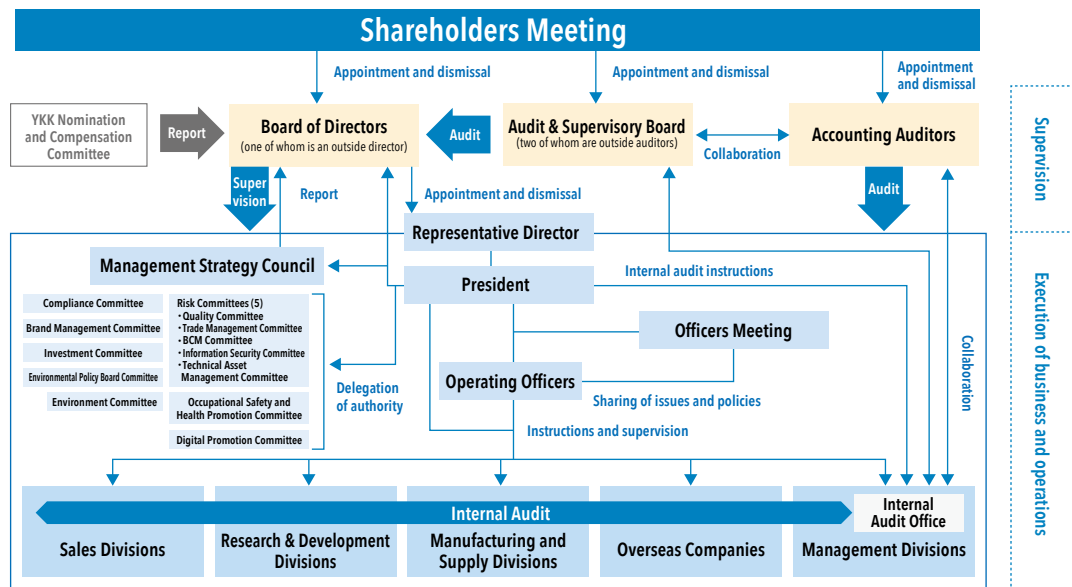 Shareholders Meeting
Appointment and dismissal
Appointment and dismissal
Appointment
and dismissal
YKK Nomination
and Compensation
Committee
Report
Board of Directors
(one of whom is an outside director)
Audit
Audit & Supervisory Board
(two of whom are outside auditors)
Collaboration
Accounting Auditors
Supervision
Super
vision
Report
Appointment and dismissal
Audit
Representative Director
Management Strategy Council
President
Internal audit instructions
Compliance Committee
Brand Management Committee
Investment Committee
Environmental Policy Board Committee
Environment Committee
Risk Committees (5)
・Quality Committee
・Trade Management Committee
・BCM Committee
・Information Security Committee
・Technical Asset
Management Committee
Occupational Safety and
Health Promotion Committee
Digital Promotion Committee
Delegation
of authority
Officers Meeting
Operating Officers
Sharing of issues and policies
Instructions and supervision
Collaboration
Execution of business and operations
Internal Audit
Internal
Audit Office
Sales Divisions
Research & Development
Divisions
Manufacturing and
Supply Divisions
Overseas Companies
Management Divisions